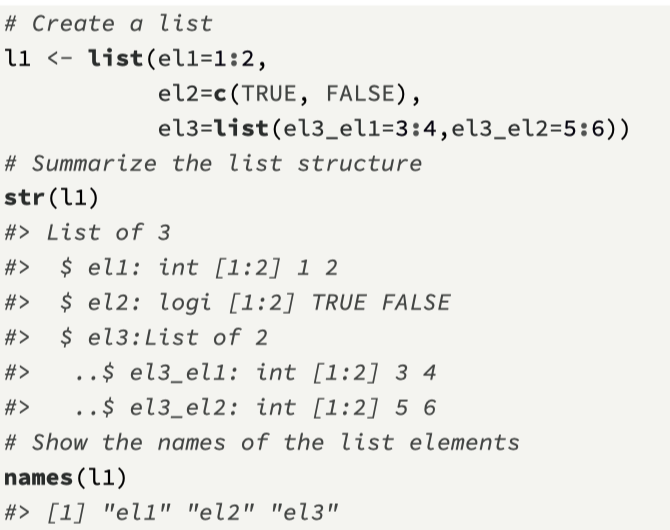 # Create a list
l1 <- list(el1=1:2,
           el2=c(TRUE, FALSE),
           el3=list(el3_el1=3:4,el3_el2=5:6))
# Summarize the list structure
str(l1)
#> List of 3
#>  $ el1: int [1:2] 1 2
#>  $ el2: logi [1:2] TRUE FALSE
#>  $ el3:List of 2
#>   ..$ el3_el1: int [1:2] 3 4
#>   ..$ el3_el2: int [1:2] 5 6
# Show the names of the list elements
names(l1)
#> [1] "el1" "el2" "el3"